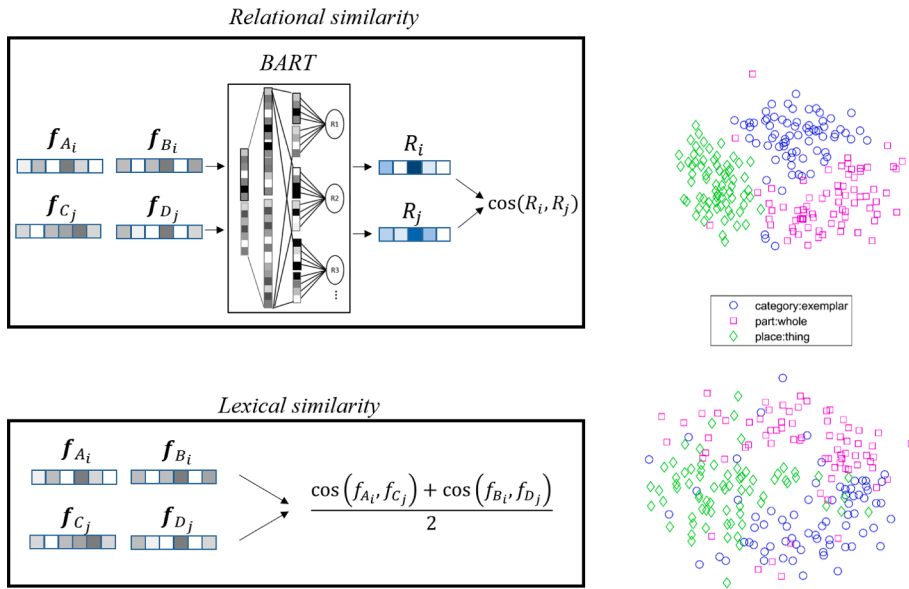 Relational similarity
BART
f_{A_i} f_{B_i}
f_{C_j} f_{D_j}
R1
R2
R3
⋮
R_i
R_j
cos(R_i, R_j)
category:exemplar
part:whole
place:thing
Lexical similarity
f_{A_i} f_{B_i}
f_{C_j} f_{D_j}
cos(f_{A_i}, f_{C_j}) + cos(f_{B_i}, f_{D_j})
2